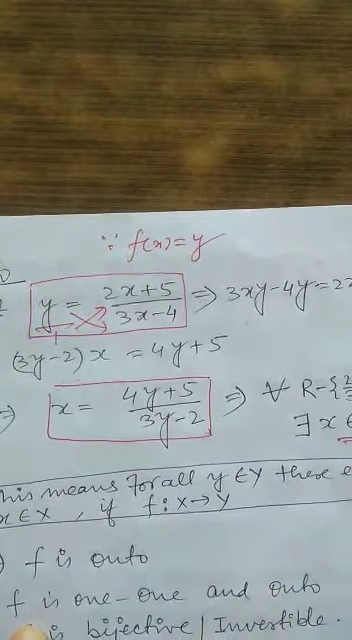 ∵ f(x) = y
y = (2x+5)/(3x-4) ⇒ 3xy-4y=2x
(3y-2) x = 4y+5
⇒ x = (4y+5)/(3y-2) ⇒ ∀ R-{2/3
∃ x ∈
This means for all y ∈ Y there e
x ∈ X, if f: X→Y
) f is onto
f is one-one and onto
is bijective / Invertible.